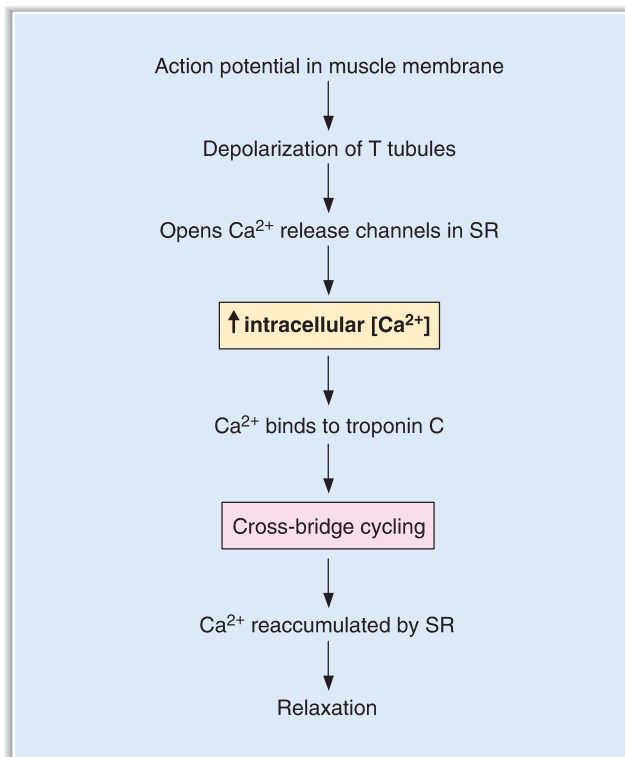 Action potential in muscle membrane
Depolarization of T tubules
Opens Ca²⁺ release channels in SR
↑ intracellular [Ca²⁺]
Ca²⁺ binds to troponin C
Cross-bridge cycling
Ca²⁺ reaccumulated by SR
Relaxation